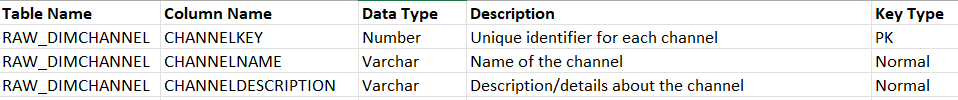 Table Name Column Name Data Type Description Key Type
RAW_DIMCHANNEL CHANNELKEY Number Unique identifier for each channel PK
RAW_DIMCHANNEL CHANNELNAME Varchar Name of the channel Normal
RAW_DIMCHANNEL CHANNELDESCRIPTION Varchar Description/details about the channel Normal